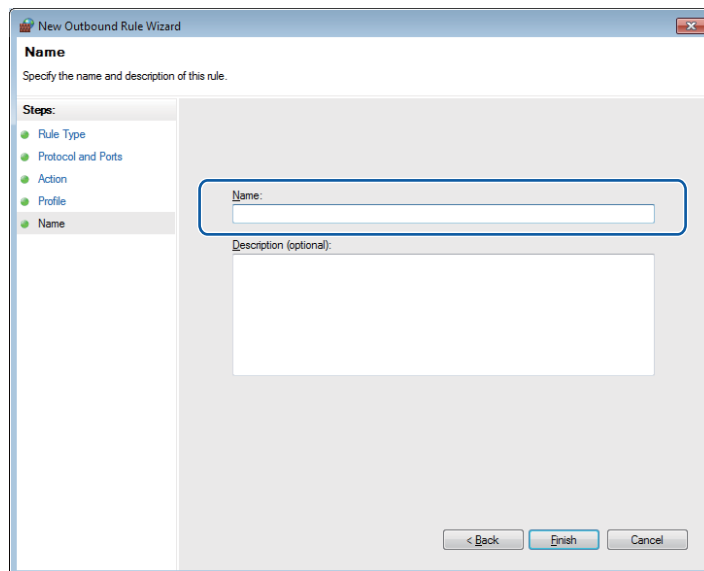 New Outbound Rule Wizard
Name
Specify the name and description of this rule.
Steps:
Rule Type
Protocol and Ports
Action
Profile
Name
Name:
Description (optional):
< Back
Finish
Cancel